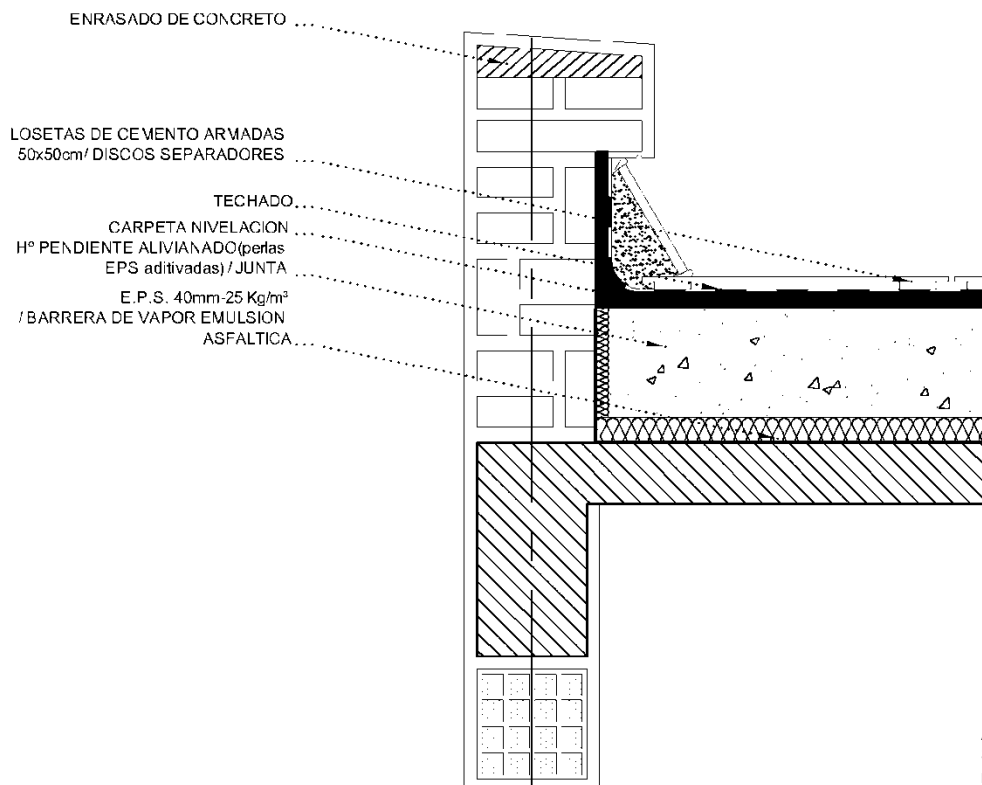 ENRASADO DE CONCRETO
LOSETAS DE CEMENTO ARMADAS
50x50cm/ DISCOS SEPARADORES
TECHADO
CARPETA NIVELACION
Hº PENDIENTE ALIVIANADO(perlas
EPS aditivadas) / JUNTA
E.P.S. 40mm-25 Kg/m³
/ BARRERA DE VAPOR EMULSION
ASFALTICA